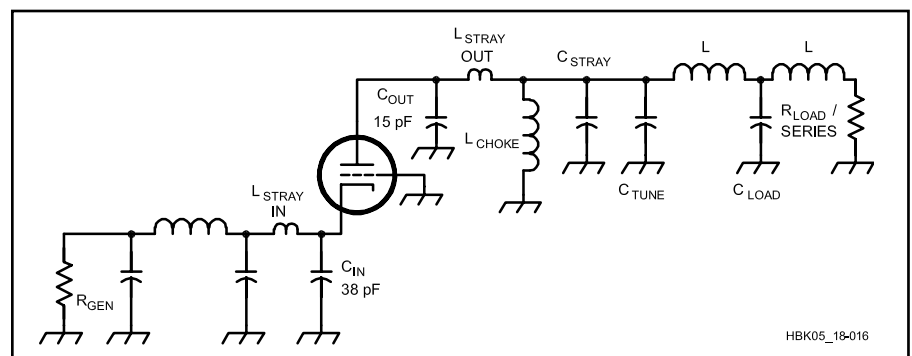 L STRAY
OUT
C STRAY
L
L
C OUT
15 pF
L CHOKE
R LOAD /
SERIES
L STRAY
IN
C TUNE
C LOAD
R GEN
C IN
38 pF
HBK05_18-016